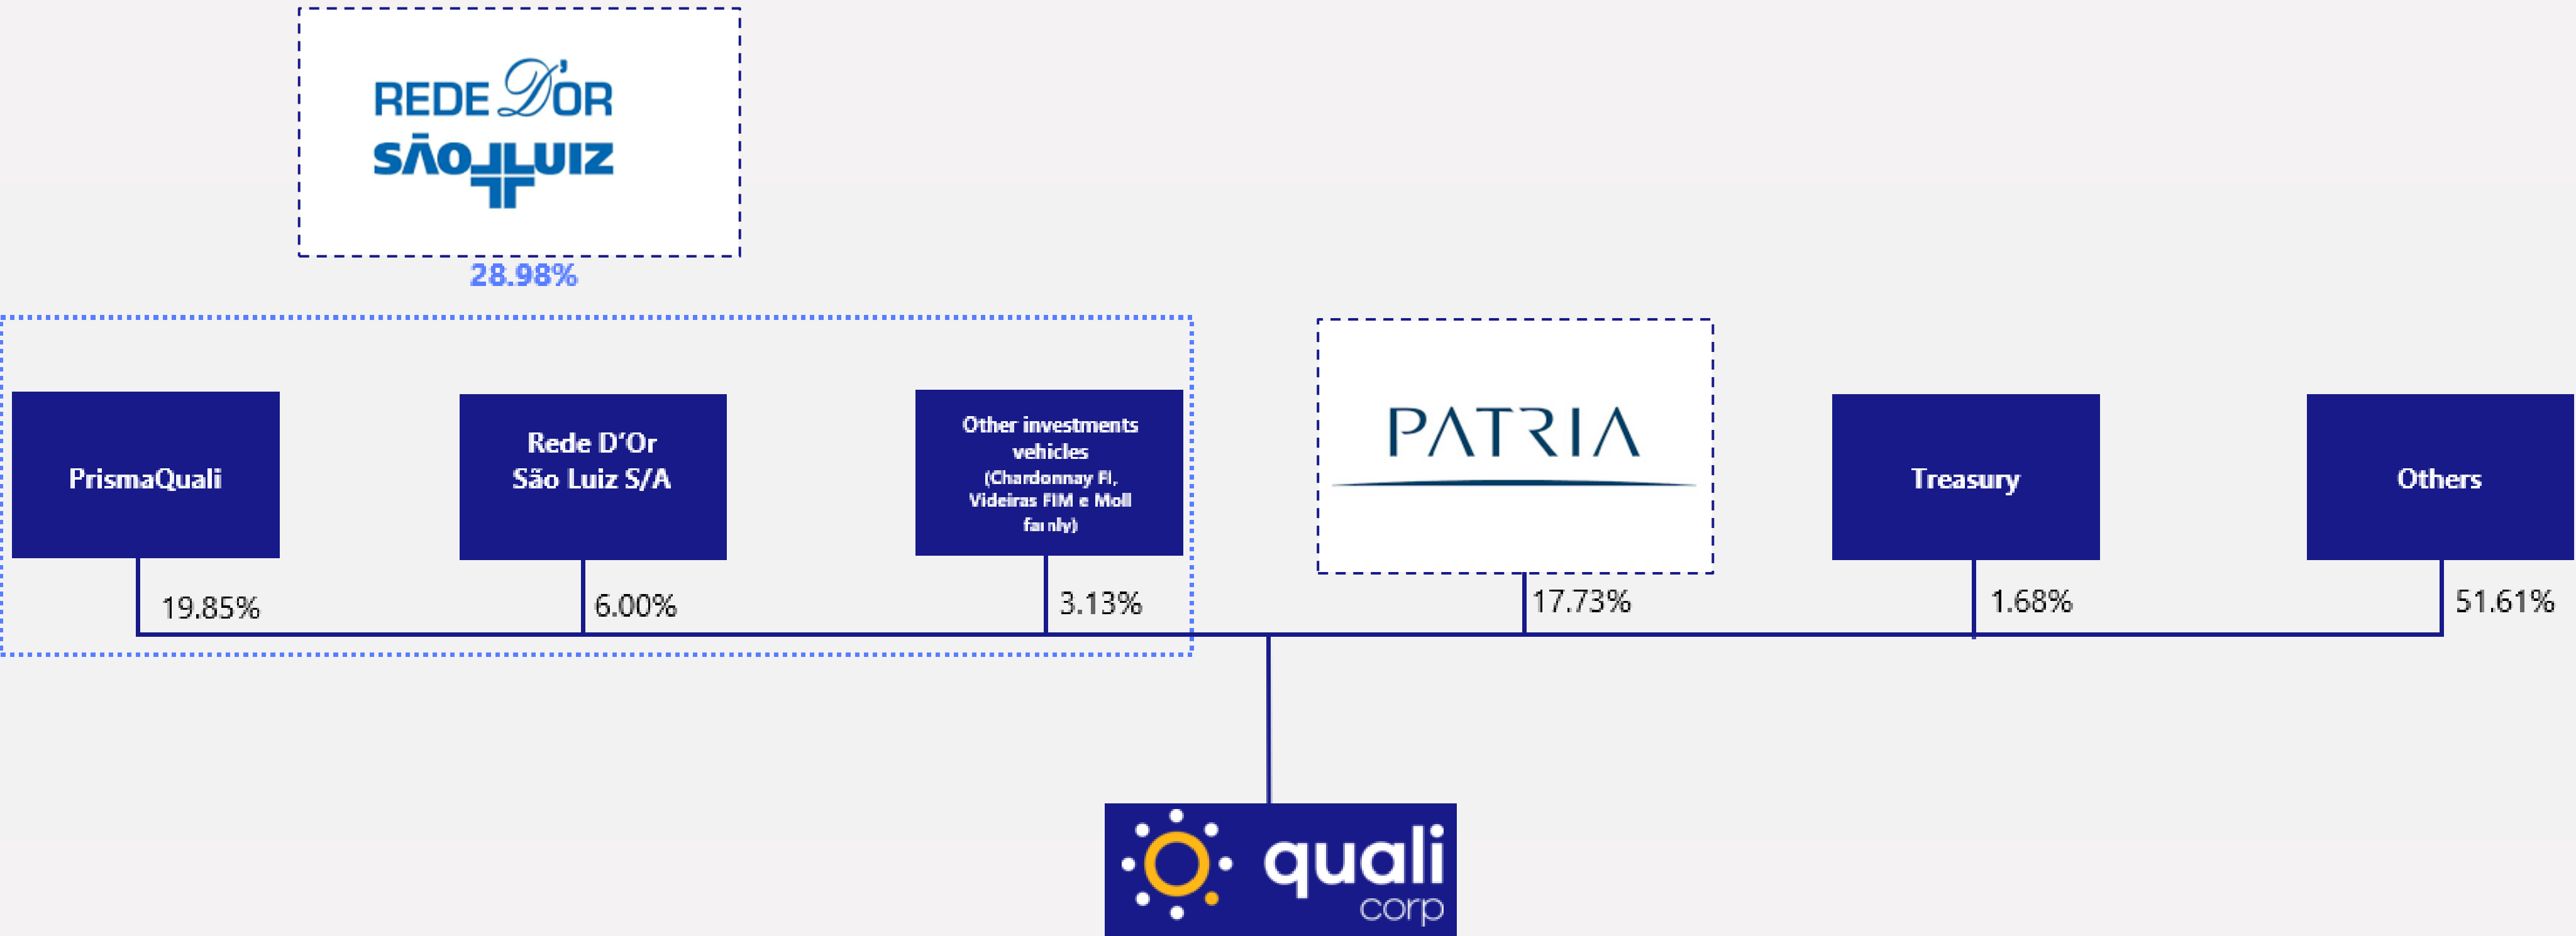 REDE D'OR
SÃO LUIZ
28.98%
PrismaQuali
Rede D'Or
São Luiz S/A
Other investments
vehicles
(Chardonnay FI,
Videiras FIM e Moll
family)
PATRIA
Treasury
Others
19.85%
6.00%
3.13%
17.73%
1.68%
51.61%
quali
corp